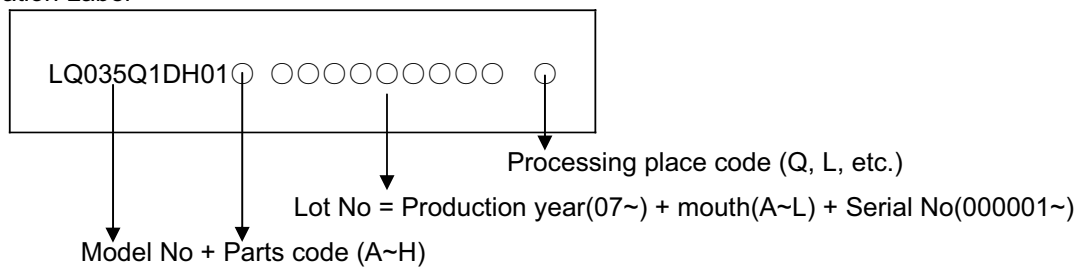 LQ035Q1DH01○ ○○○○○○○○○ ○
Processing place code (Q, L, etc.)
Lot No = Production year(07~) + mouth(A~L) + Serial No(000001~)
Model No + Parts code (A~H)